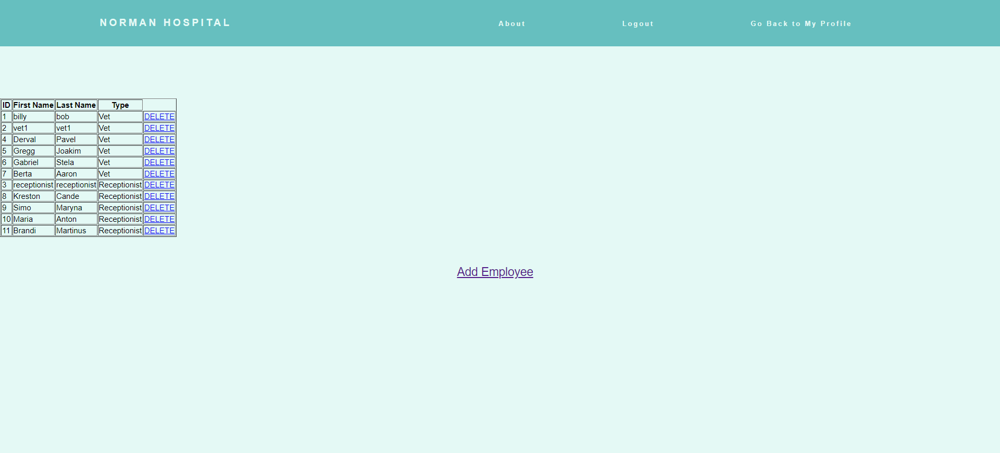 NORMAN HOSPITAL About Logout Go Back to My Profile
ID First Name Last Name Type
1 billy bob Vet DELETE
2 vet1 vet1 Vet DELETE
4 Derval Pavel Vet DELETE
5 Gregg Joakim Vet DELETE
6 Gabriel Stela Vet DELETE
7 Berta Aaron Vet DELETE
3 receptionist receptionist Receptionist DELETE
8 Kreston Cande Receptionist DELETE
9 Simo Maryna Receptionist DELETE
10 Maria Anton Receptionist DELETE
11 Brandi Martinus Receptionist DELETE
Add Employee